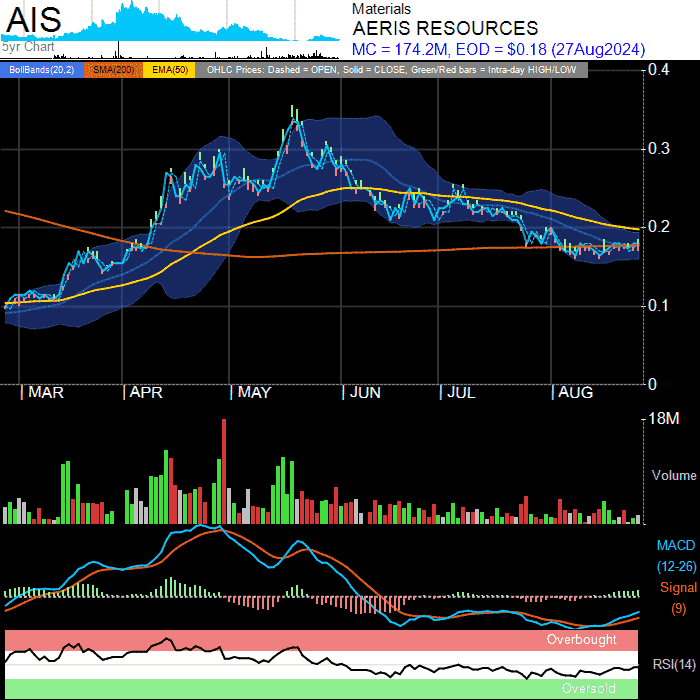 AIS
5yr Chart
Materials
AERIS RESOURCES
MC = 174.2M, EOD = $0.18 (27Aug2024)
BollBands(20,2) SMA(200) EMA(50) OHLC Prices: Dashed = OPEN, Solid = CLOSE, Green/Red bars = Intra-day HIGH/LOW
0.4
0.3
0.2
0.1
0
| MAR | APR | MAY | JUN | JUL | AUG
18M
Volume
MACD
(12-26)
Signal
(9)
Overbought
RSI(14)
Oversold